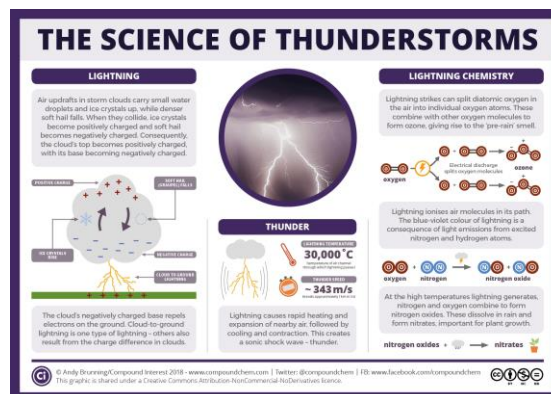 THE SCIENCE OF THUNDERSTORMS
LIGHTNING
Air updrafts in storm clouds carry small water
droplets and ice crystals up, while denser
soft hail falls. When they collide, ice crystals
become positively charged and soft hail
becomes negatively charged. Consequently,
the cloud's top becomes positively charged,
with its base becoming negatively charged.
POSITIVE CHARGE
SOFT HAIL
(GRAUPEL) FALLS
ICE CRYSTALS
RISE
NEGATIVE CHARGE
CLOUD TO GROUND
LIGHTNING
The cloud's negatively charged base repels
electrons on the ground. Cloud-to-ground
lightning is one type of lightning – others also
result from the charge difference in clouds.
THUNDER
LIGHTNING TEMPERATURE
30,000˚C
THUNDER SPEED
~ 343 m/s
Lightning causes rapid heating and
expansion of nearby air, followed by
cooling and contraction. This creates
a sonic shock wave – thunder.
LIGHTNING CHEMISTRY
Lightning strikes can split diatomic oxygen in
the air into individual oxygen atoms. These
combine with other oxygen molecules to
form ozone, giving rise to the 'pre-rain' smell.
oxygen
Electrical discharge
splits oxygen molecules
ozone
Lightning ionises air molecules in its path.
The blue-violet colour of lightning is a
consequence of light emissions from excited
nitrogen and hydrogen atoms.
O O + N N → N O
oxygen nitrogen nitrogen oxide
At the high temperatures lightning generates,
nitrogen and oxygen combine to form
nitrogen oxides. These dissolve in rain and
form nitrates, important for plant growth.
nitrogen oxides + → nitrates
Ci © Andy Brunning/Compound Interest 2018 - www.compoundchem.com | Twitter: @compoundchem | FB: www.facebook.com/compoundchem
This graphic is shared under a Creative Commons Attribution-NonCommercial-NoDerivatives licence.